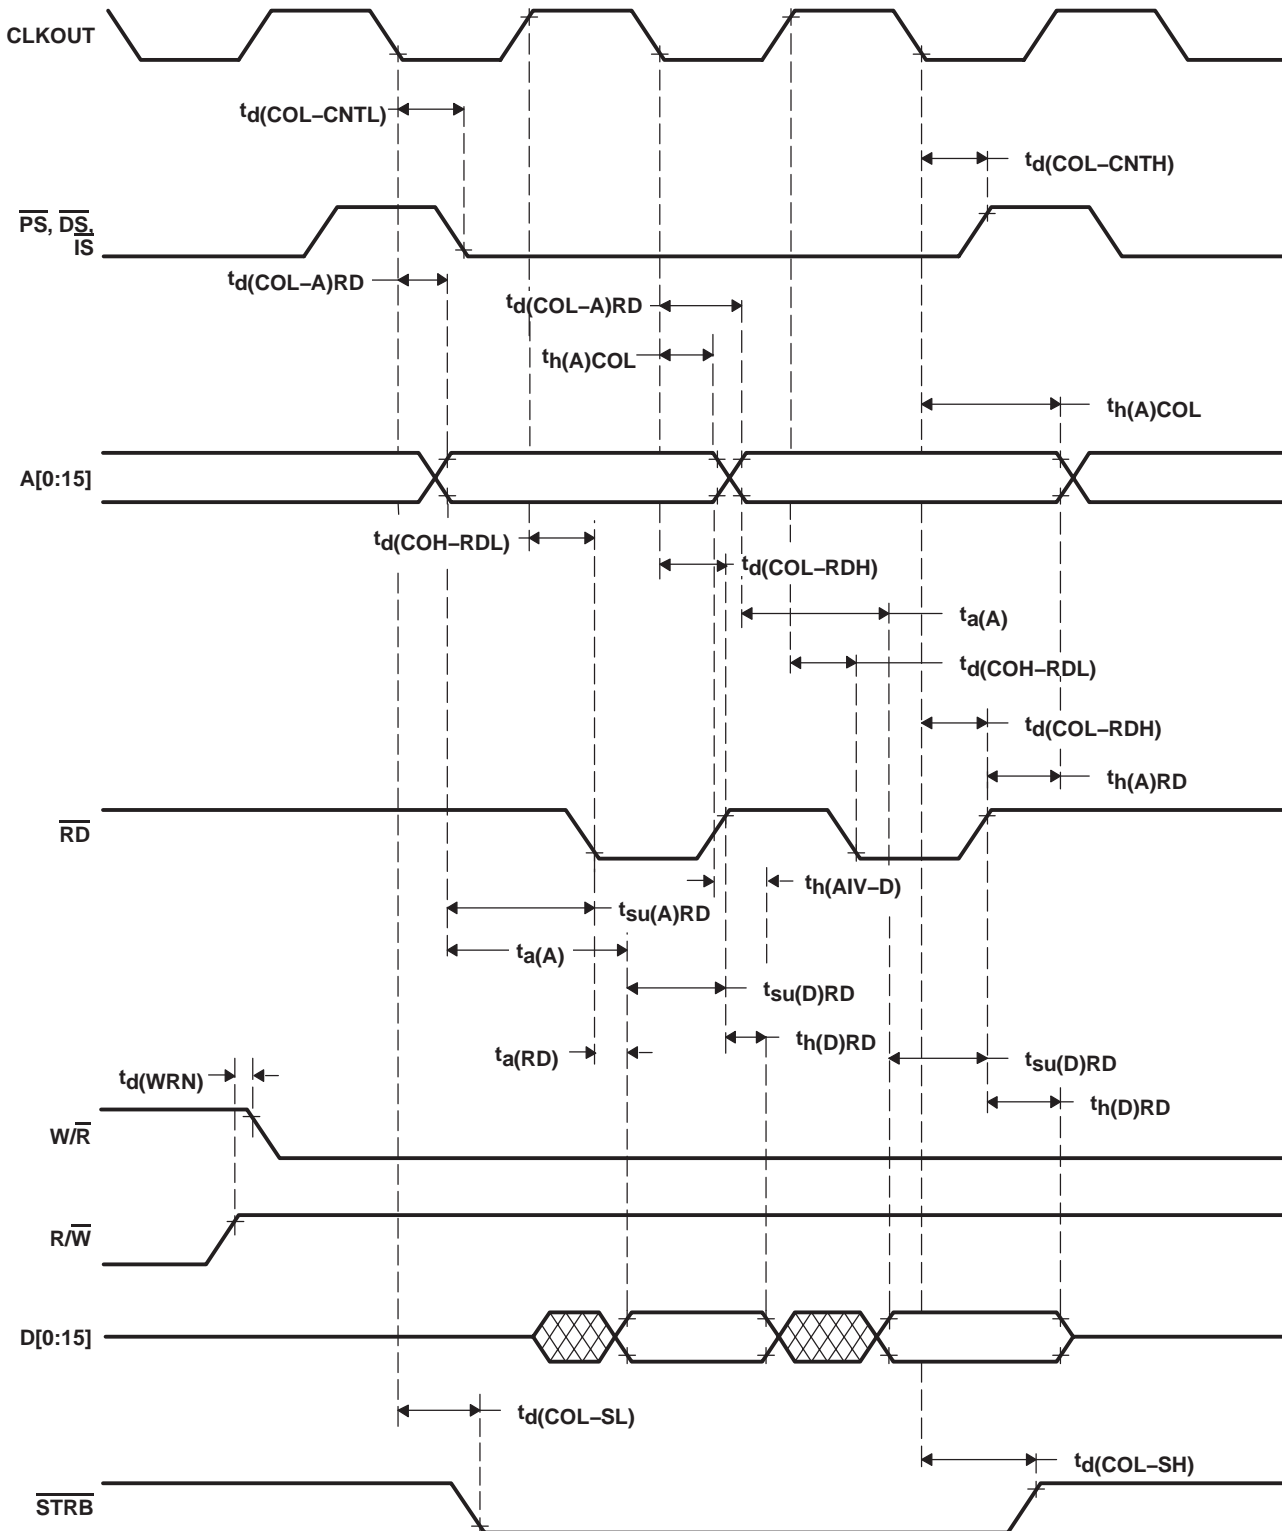 CLKOUT
td(COL–CNTL)
td(COL–CNTH)
PS, DS,
IS
td(COL–A)RD
td(COL–A)RD
th(A)COL
th(A)COL
A[0:15]
td(COH–RDL)
td(COL–RDH)
ta(A)
td(COH–RDL)
td(COL–RDH)
th(A)RD
RD
th(AIV–D)
tsu(A)RD
ta(A)
tsu(D)RD
th(D)RD
ta(RD)
tsu(D)RD
td(WRN)
th(D)RD
W/R
R/W
D[0:15]
td(COL–SL)
td(COL–SH)
STRB